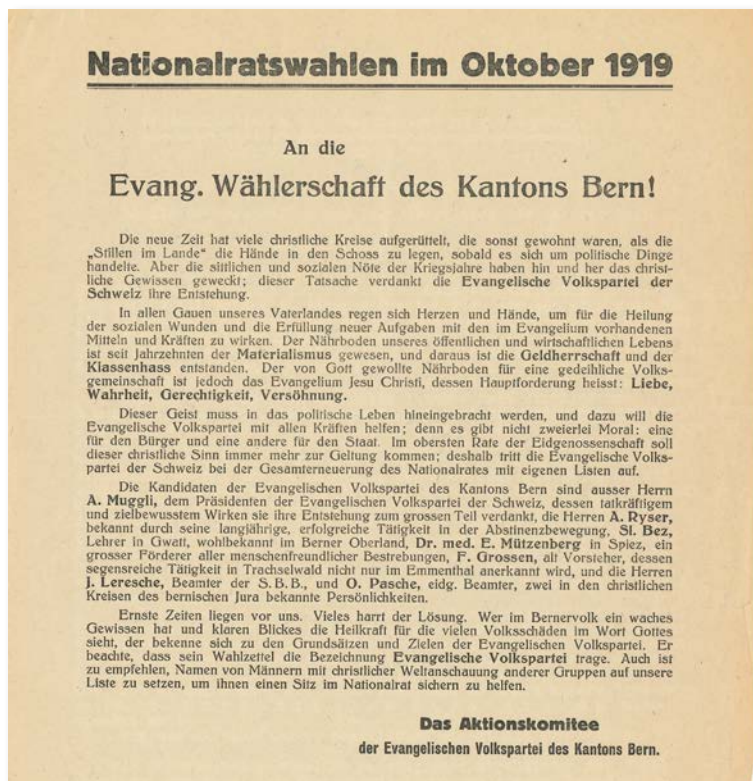 Nationalratswahlen im Oktober 1919
An die
Evang. Wählerschaft des Kantons Bern!
Die neue Zeit hat viele christliche Kreise aufgerüttelt, die sonst gewohnt waren, als die
„Stillen im Lande“ die Hände in den Schoss zu legen, sobald es sich um politische Dinge
handelte. Aber die sittlichen und sozialen Nöte der Kriegsjahre haben hin und her das christ-
liche Gewissen geweckt; dieser Tatsache verdankt die Evangelische Volkspartei der
Schweiz ihre Entstehung.
In allen Gauen unseres Vaterlandes regen sich Herzen und Hände, um für die Heilung
der sozialen Wunden und die Erfüllung neuer Aufgaben mit den im Evangelium vorhandenen
Mitteln und Kräften zu wirken. Der Nährboden unseres öffentlichen und wirtschaftlichen Lebens
ist seit Jahrzehnten der Materialismus gewesen, und daraus ist die Geldherrschaft und der
Klassenhass entstanden. Der von Gott gewollte Nährboden für eine gedeihliche Volks-
gemeinschaft ist jedoch das Evangelium Jesu Christi, dessen Hauptforderung heisst: Liebe,
Wahrheit, Gerechtigkeit, Versöhnung.
Dieser Geist muss in das politische Leben hineingebracht werden, und dazu will die
Evangelische Volkspartei mit allen Kräften helfen; denn es gibt nicht zweierlei Moral: eine
für den Bürger und eine andere für den Staat. Im obersten Rate der Eidgenossenschaft soll
dieser christliche Sinn immer mehr zur Geltung kommen; deshalb tritt die Evangelische Volks-
partei der Schweiz bei der Gesamterneuerung des Nationalrates mit eigenen Listen auf.
Die Kandidaten der Evangelischen Volkspartei des Kantons Bern sind ausser Herrn
A. Muggli, dem Präsidenten der Evangelischen Volkspartei der Schweiz, dessen tatkräftigem
und zielbewusstem Wirken sie ihre Entstehung zum grossen Teil verdankt, die Herren A. Ryser,
bekannt durch seine langjährige, erfolgreiche Tätigkeit in der Abstinenzbewegung, Sl. Bez,
Lehrer in Gwatt, wohlbekannt im Berner Oberland, Dr. med. E. Mützenberg in Spiez, ein
grosser Förderer aller menschenfreundlicher Bestrebungen, F. Grossen, alt Vorsteher, dessen
segensreiche Tätigkeit in Trachselwald nicht nur im Emmenthal anerkannt wird, und die Herren
J. Leresche, Beamter der S.B.B., und O. Pasche, eidg. Beamter, zwei in den christlichen
Kreisen des bernischen Jura bekannte Persönlichkeiten.
Ernste Zeiten liegen vor uns. Vieles harrt der Lösung. Wer im Bernervolk ein waches
Gewissen hat und klaren Blickes die Heilkraft für die vielen Volksschäden im Wort Gottes
sieht, der bekenne sich zu den Grundsätzen und Zielen der Evangelischen Volkspartei. Er
beachte, dass sein Wahlzettel die Bezeichnung Evangelische Volkspartei trage. Auch ist
zu empfehlen, Namen von Männern mit christlicher Weltanschauung anderer Gruppen auf unsere
Liste zu setzen, um ihnen einen Sitz im Nationalrat sichern zu helfen.
Das Aktionskomitee
der Evangelischen Volkspartei des Kantons Bern.